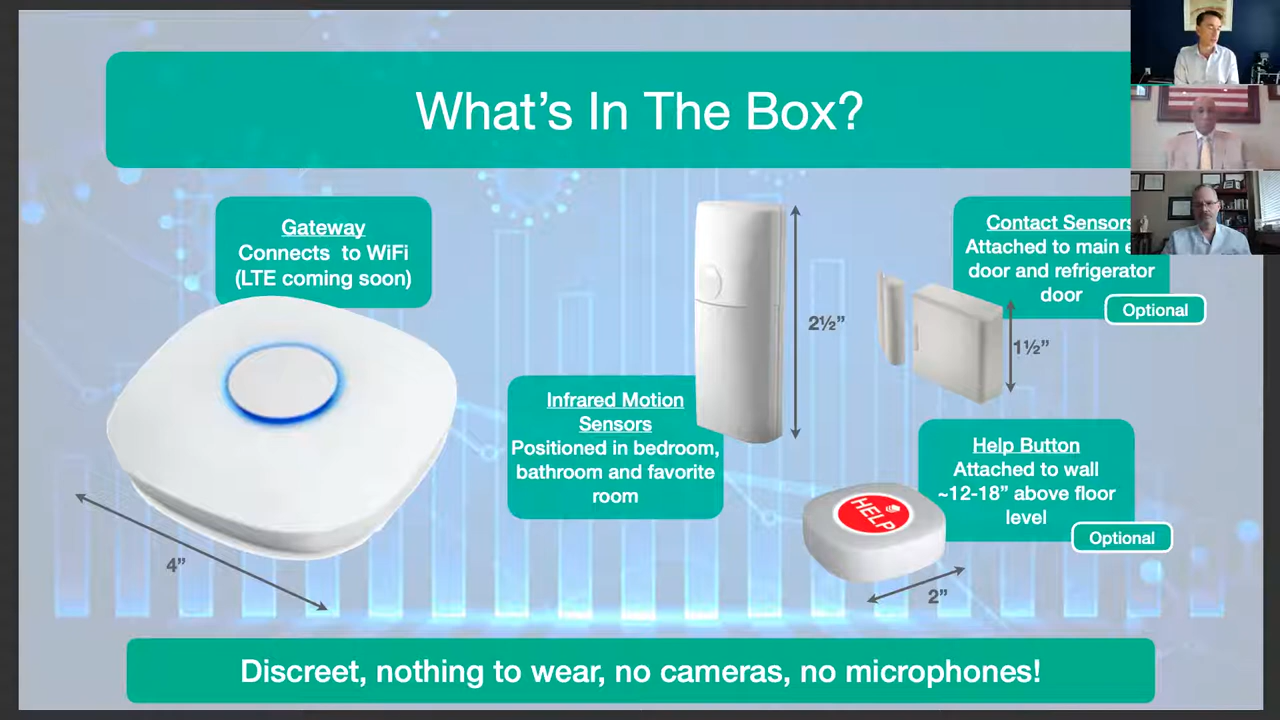 What's In The Box?
Gateway
Connects to WiFi
(LTE coming soon)
4"
Infrared Motion
Sensors
Positioned in bedroom,
bathroom and favorite
room
2½"
Contact Sensors
Attached to main
door and refrigerator
door
Optional
1½"
Help Button
Attached to wall
~12-18" above floor
level
Optional
HELP
2"
Discreet, nothing to wear, no cameras, no microphones!